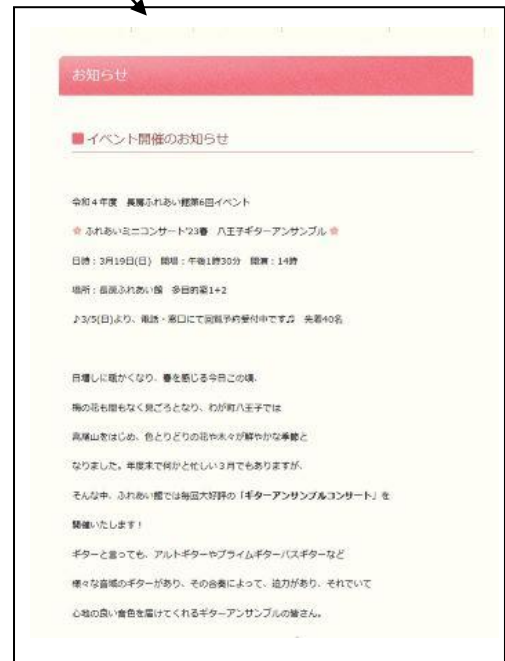 お知らせ
■イベント開催のお知らせ
令和4年度 長房ふれあい館第6回イベント
ふれあいミニコンサート'23春 八王子ギターアンサンブル
日時：3月19日(日) 開場：午後1時30分 開演：14時
場所：長房ふれあい館 多目的室1+2
♪3/5(日)より、電話・窓口にて観覧予約受付中です♫ 先着40名
日増しに暖かくなり、春を感じる今日この頃、
梅の花も間もなく見ごろとなり、わが町八王子では
高尾山をはじめ、色とりどりの花や木々が鮮やかな季節と
なりました。年度末で何かと忙しい3月でもありますが、
そんな中、ふれあい館では毎回大好評の「ギターアンサンブルコンサート」を
開催いたします！
ギターと言っても、アルトギターやプライムギターバスギターなど
様々な音域のギターがあり、その合奏によって、迫力があり、それでいて
心地の良い音色を届けてくれるギターアンサンブルの皆さん。